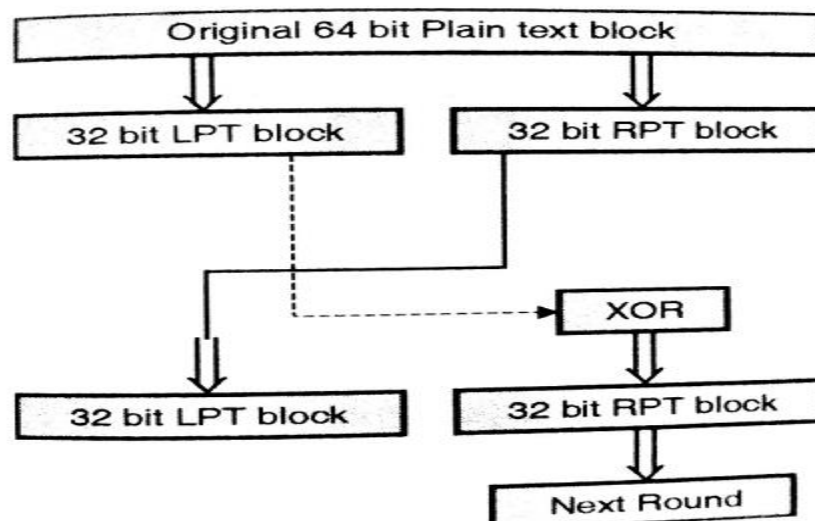 Original 64 bit Plain text block
32 bit LPT block
32 bit RPT block
XOR
32 bit LPT block
32 bit RPT block
Next Round